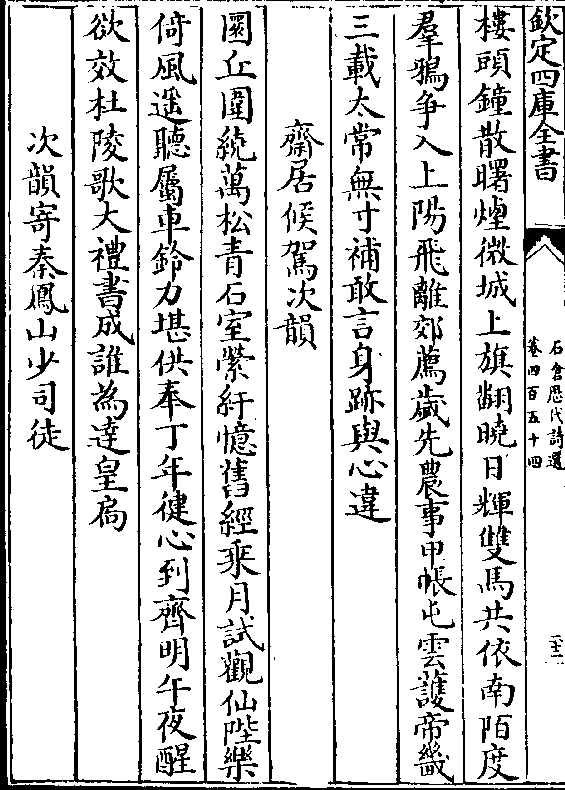 欽定四庫全書
石倉歴代詩選
卷四百五十四
樓頭鐘散曙煙微城上旗翻曉日輝雙馬共依南陌度
羣鴉争入上陽飛離郊薦歲先農事甲帳屯雲護帝畿
三載太常無寸補敢言身跡與心違
齋居候駕次韻
圜丘圍繞萬松青石室縈紆憶舊經乘月試觀仙陛樂
倚風遥聽屬車鈴力堪供奉丁年健心到齊明午夜醒
欲效杜陵歌大禮書成誰為達皇扃
次韻寄秦鳳山少司徒